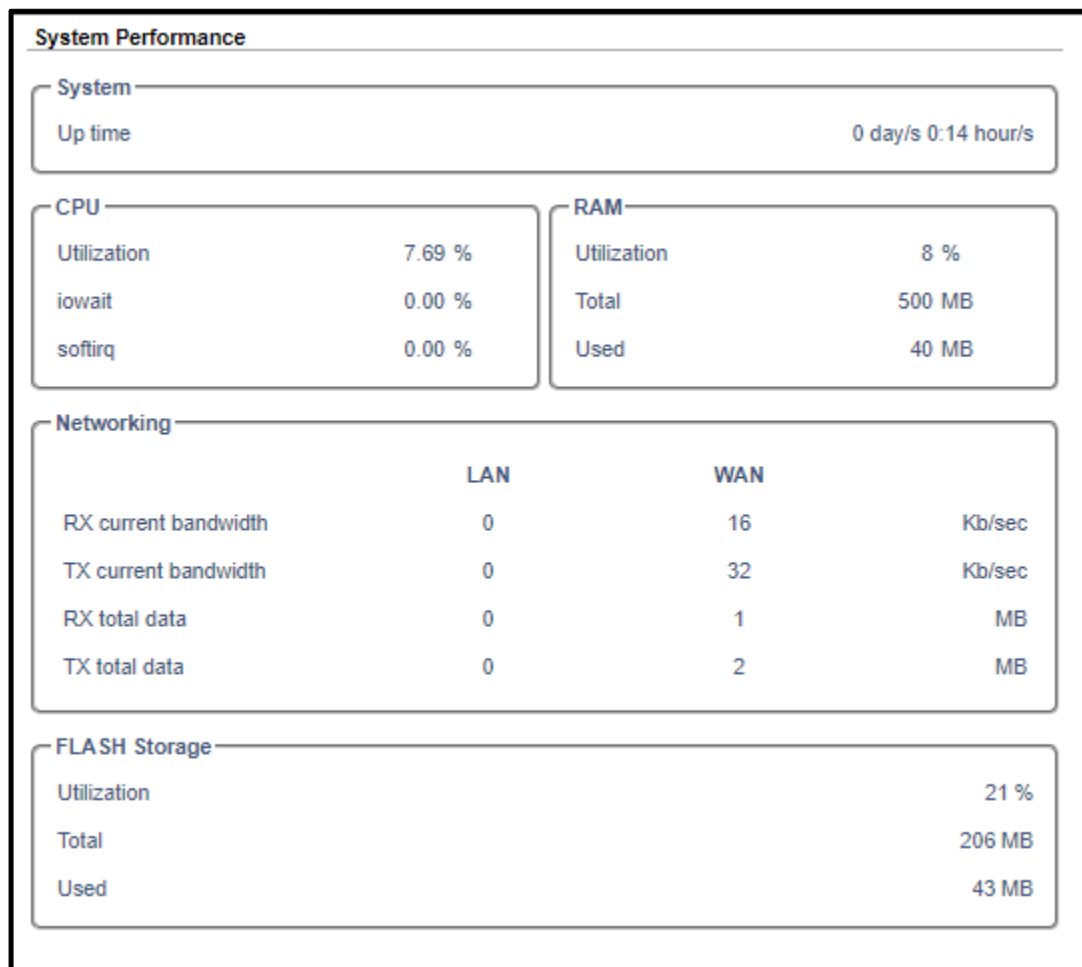 System Performance
System
Up time 0 day/s 0:14 hour/s
CPU
Utilization 7.69 %
iowait 0.00 %
softirq 0.00 %
RAM
Utilization 8 %
Total 500 MB
Used 40 MB
Networking
LAN WAN
RX current bandwidth 0 16 Kb/sec
TX current bandwidth 0 32 Kb/sec
RX total data 0 1 MB
TX total data 0 2 MB
FLASH Storage
Utilization 21 %
Total 206 MB
Used 43 MB